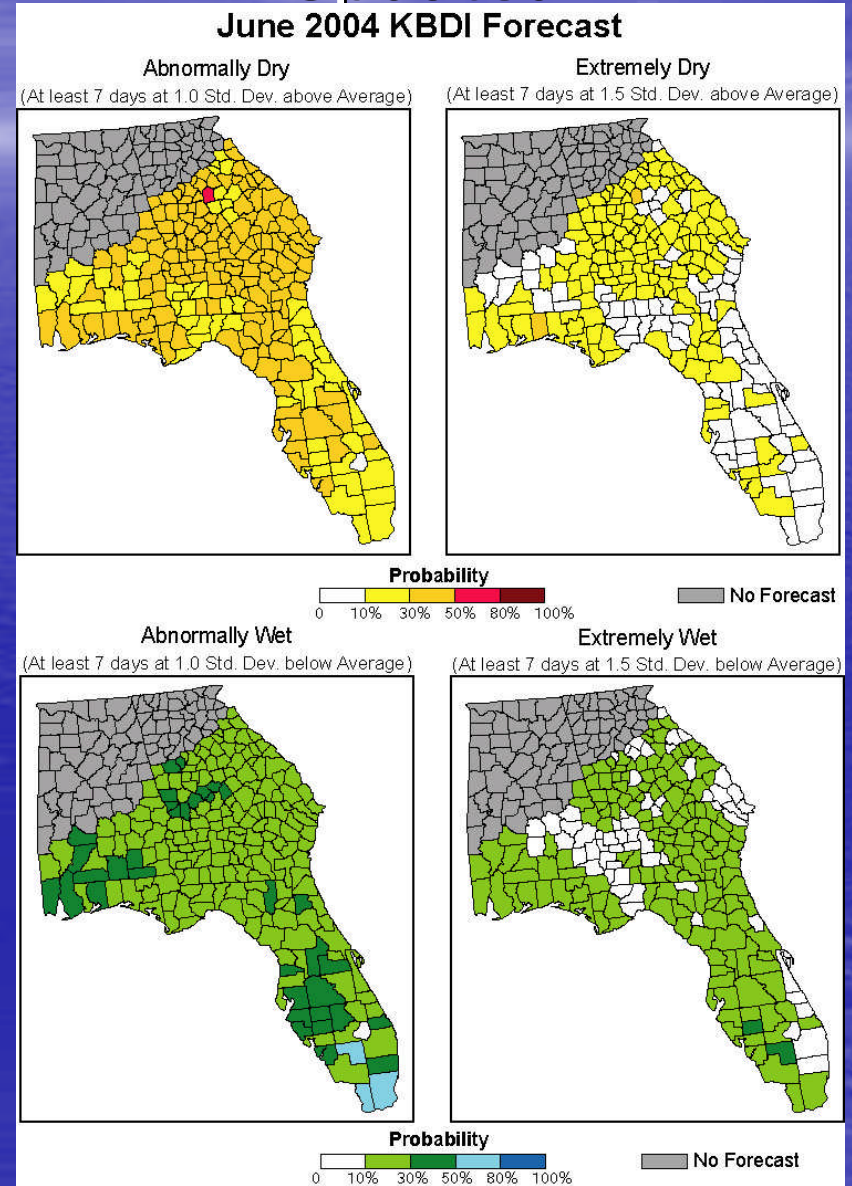 June 2004 KBDI Forecast
Abnormally Dry
(At least 7 days at 1.0 Std. Dev. above Average)
Extremely Dry
(At least 7 days at 1.5 Std. Dev. above Average)
Probability
0 10% 30% 50% 80% 100%
No Forecast
Abnormally Wet
(At least 7 days at 1.0 Std. Dev. below Average)
Extremely Wet
(At least 7 days at 1.5 Std. Dev. below Average)
Probability
0 10% 30% 50% 80% 100%
No Forecast